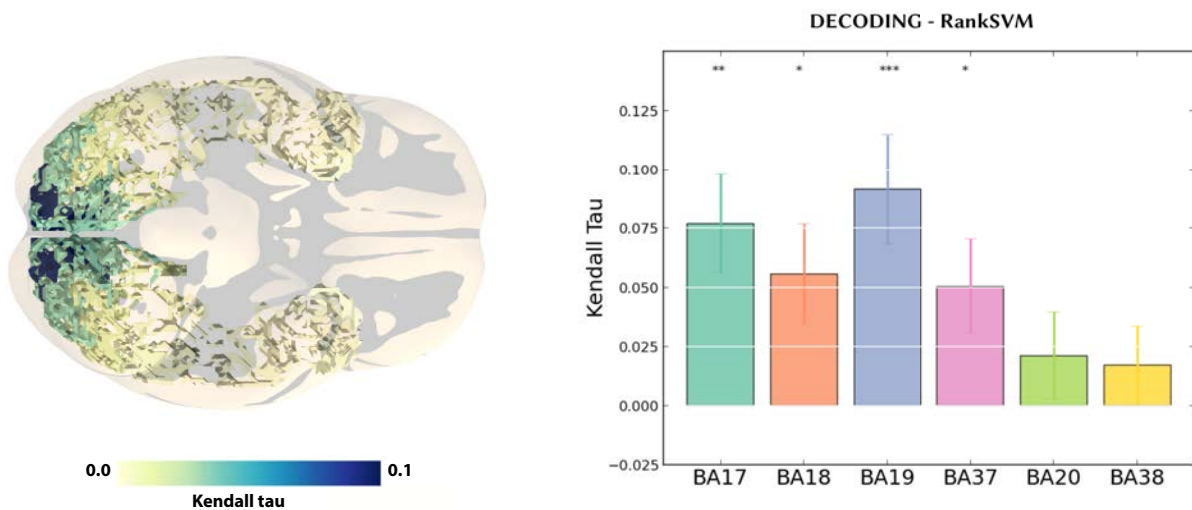 0.0
0.1
Kendall tau
DECODING - RankSVM
** * *** *
Kendall Tau
0.125
0.100
0.075
0.050
0.025
0.000
−0.025
BA17 BA18 BA19 BA37 BA20 BA38